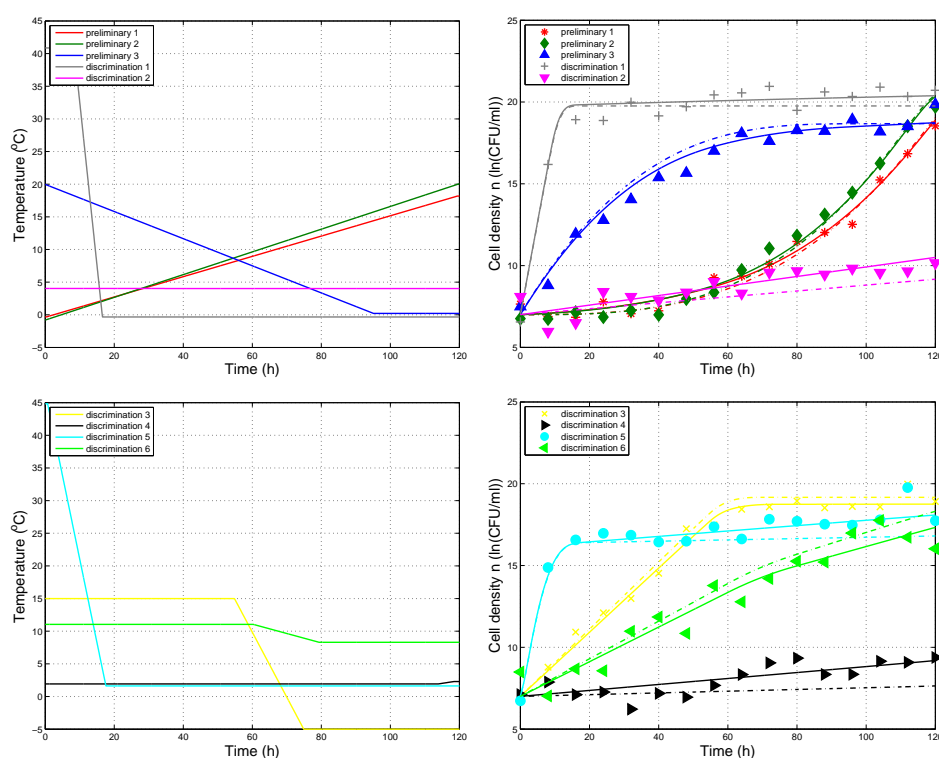 45
40
35
30
25
20
15
10
5
0
−5
0
20
40
60
80
100
120
Time (h)
Temperature (⁰C)
preliminary 1
preliminary 2
preliminary 3
discrimination 1
discrimination 2
25
20
15
10
5
0
20
40
60
80
100
120
Time (h)
Cell density n (ln(CFU/ml))
preliminary 1
preliminary 2
preliminary 3
discrimination 1
discrimination 2
45
40
35
30
25
20
15
10
5
0
−5
0
20
40
60
80
100
120
Time (h)
Temperature (⁰C)
discrimination 3
discrimination 4
discrimination 5
discrimination 6
25
20
15
10
5
0
20
40
60
80
100
120
Time (h)
Cell density n (ln(CFU/ml))
discrimination 3
discrimination 4
discrimination 5
discrimination 6